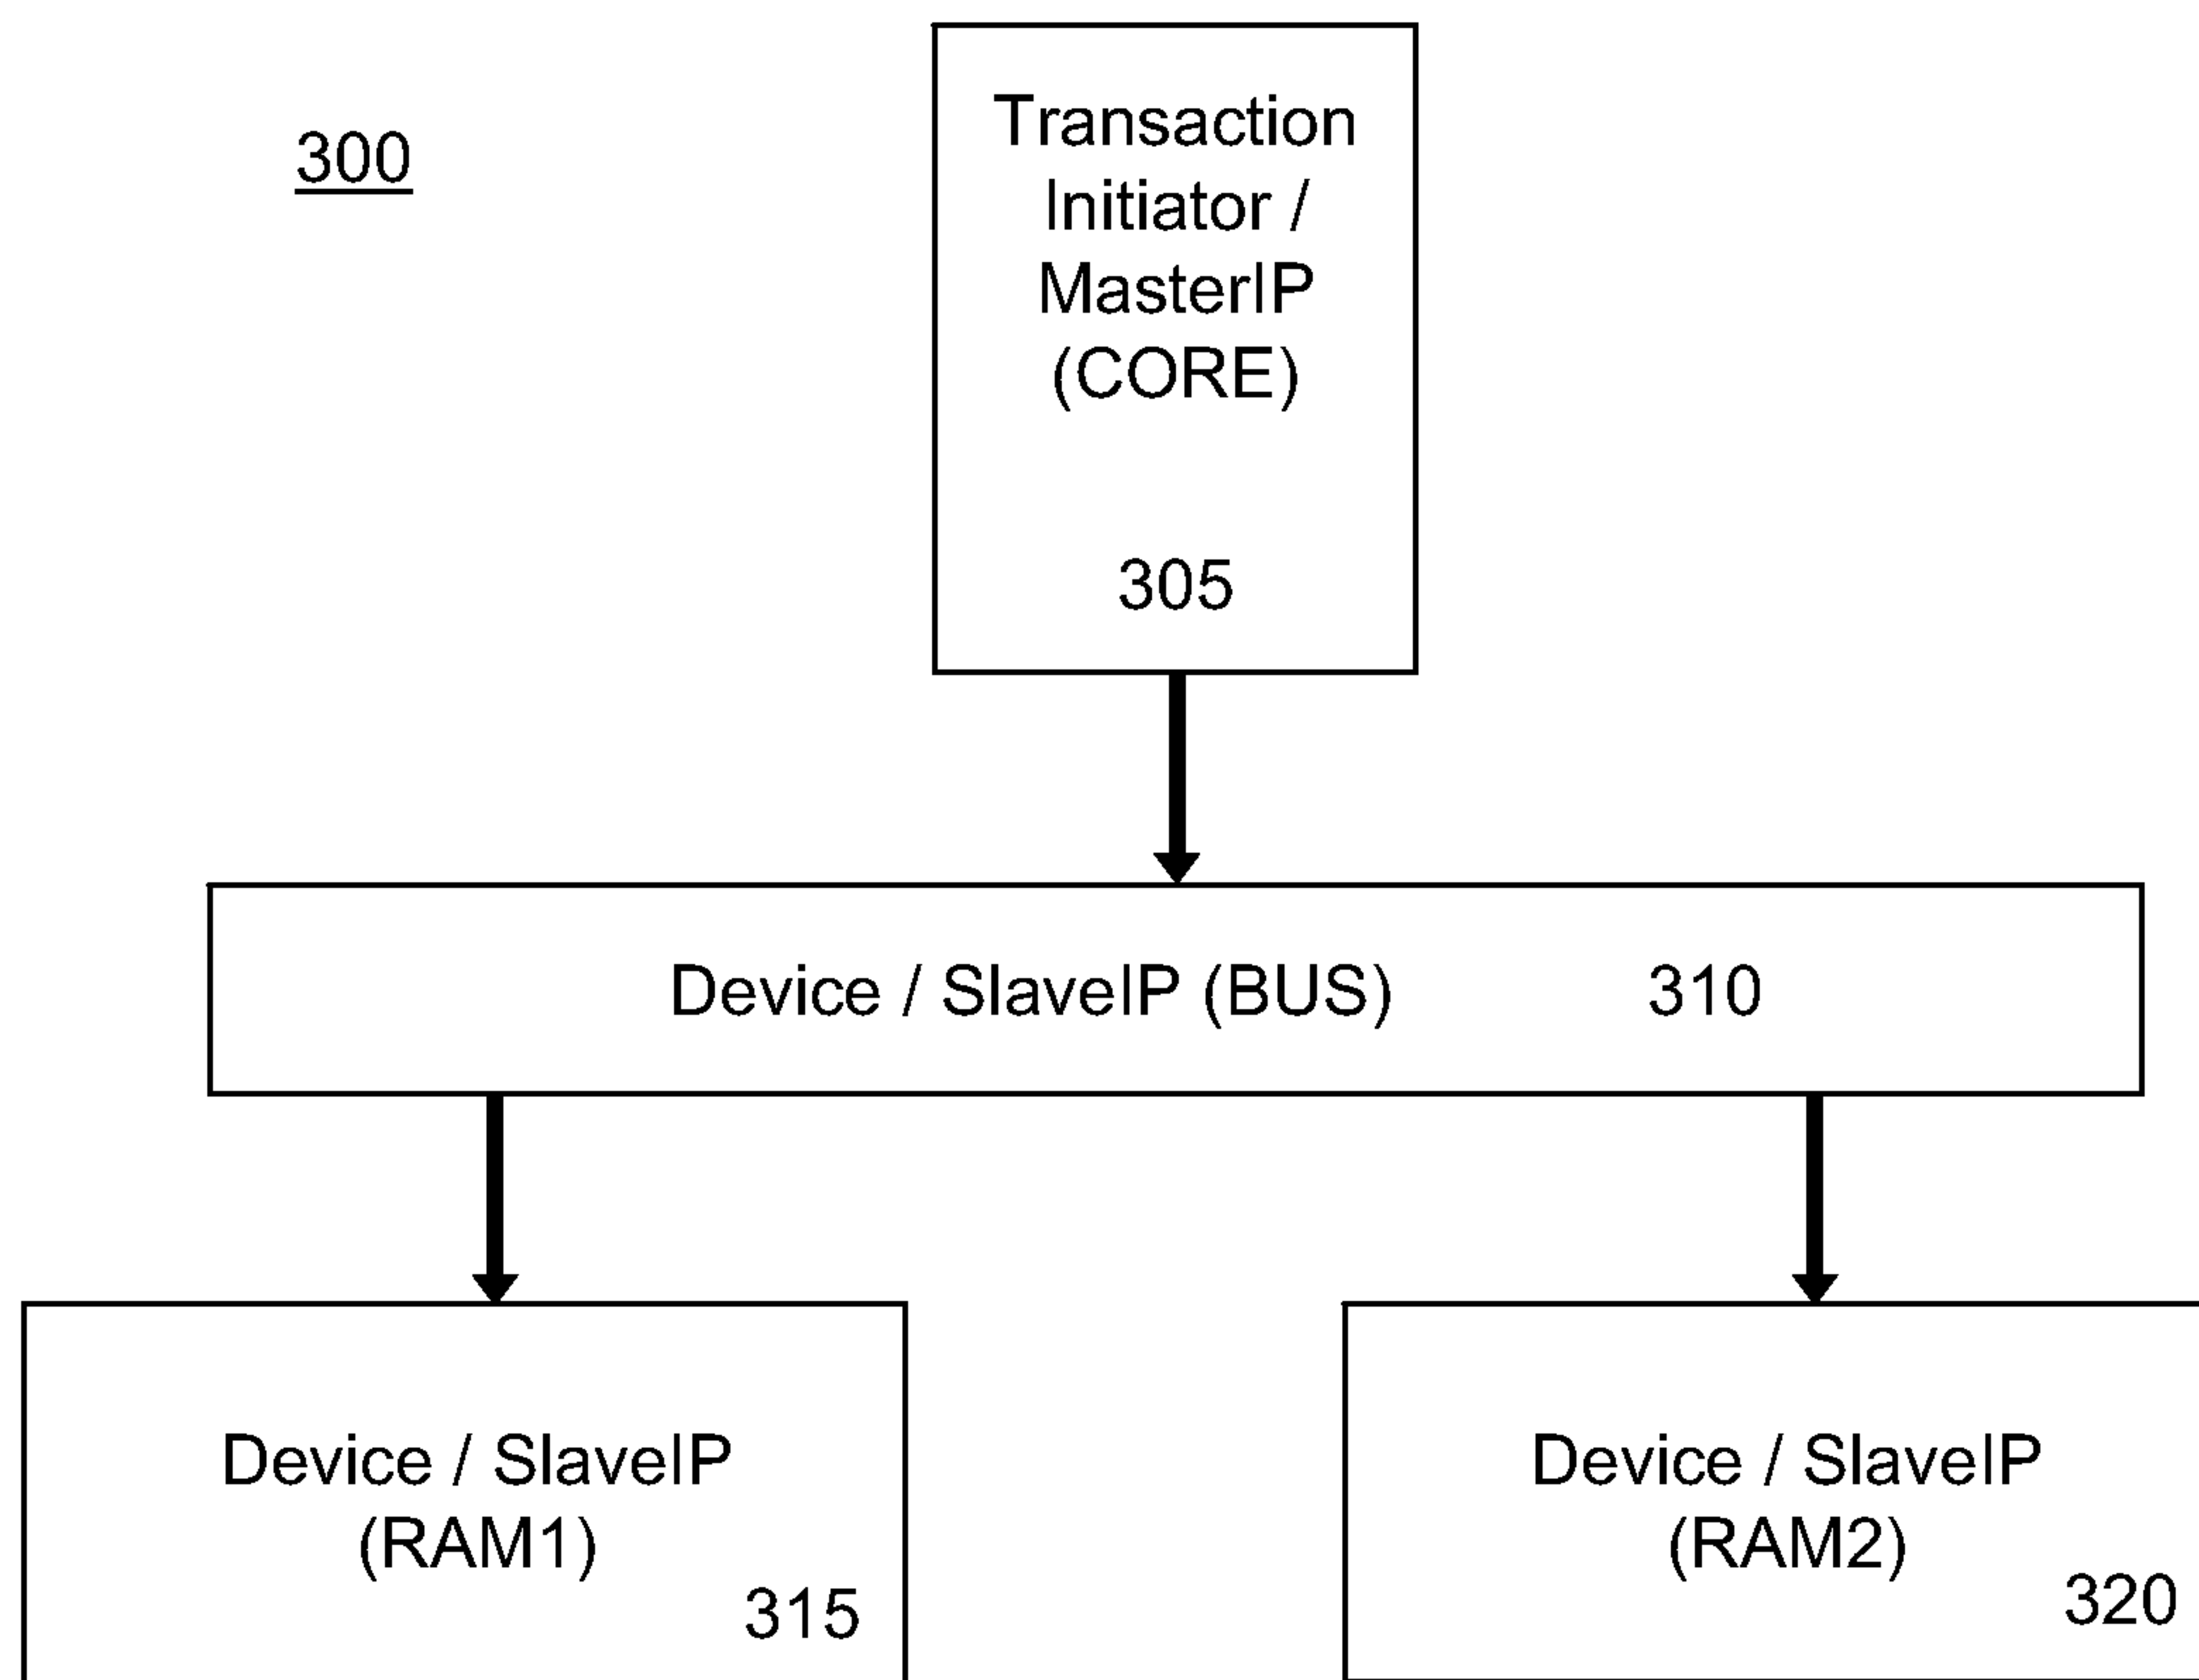 300
Transaction
Initiator /
MasterIP
(CORE)
305
Device / SlaveIP (BUS) 310
Device / SlaveIP
(RAM1)
315
Device / SlaveIP
(RAM2)
320